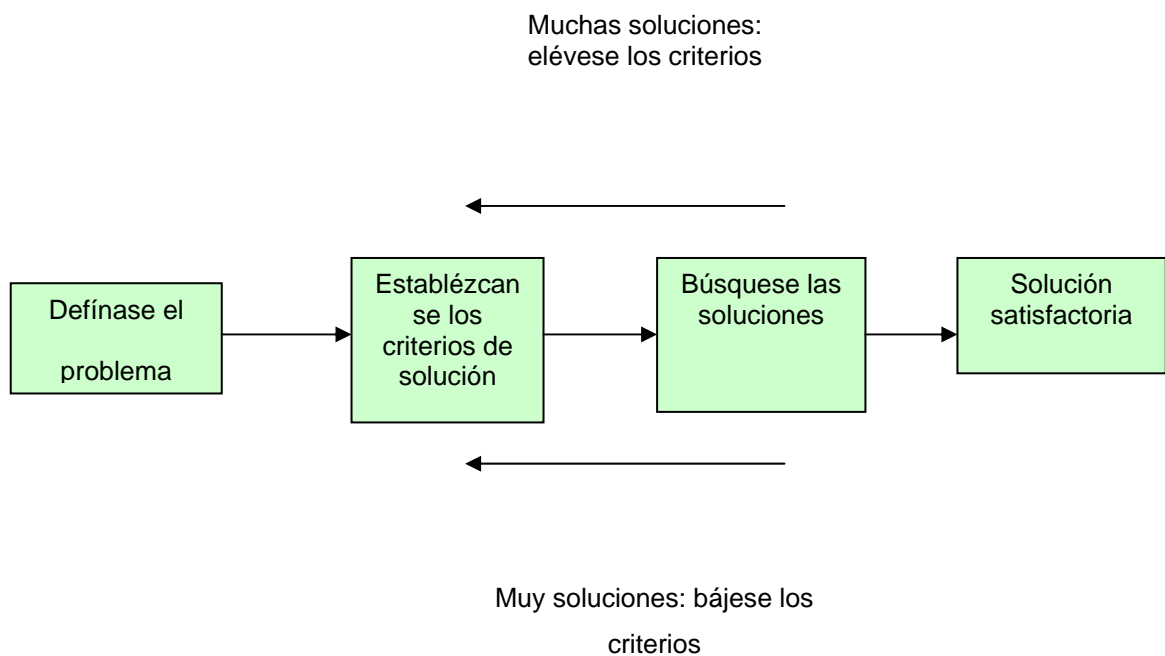 Muchas soluciones:
elévese los criterios
Defínase el
problema
Establézcan
se los
criterios de
solución
Búsquese las
soluciones
Solución
satisfactoria
Muy soluciones: bájese los
criterios